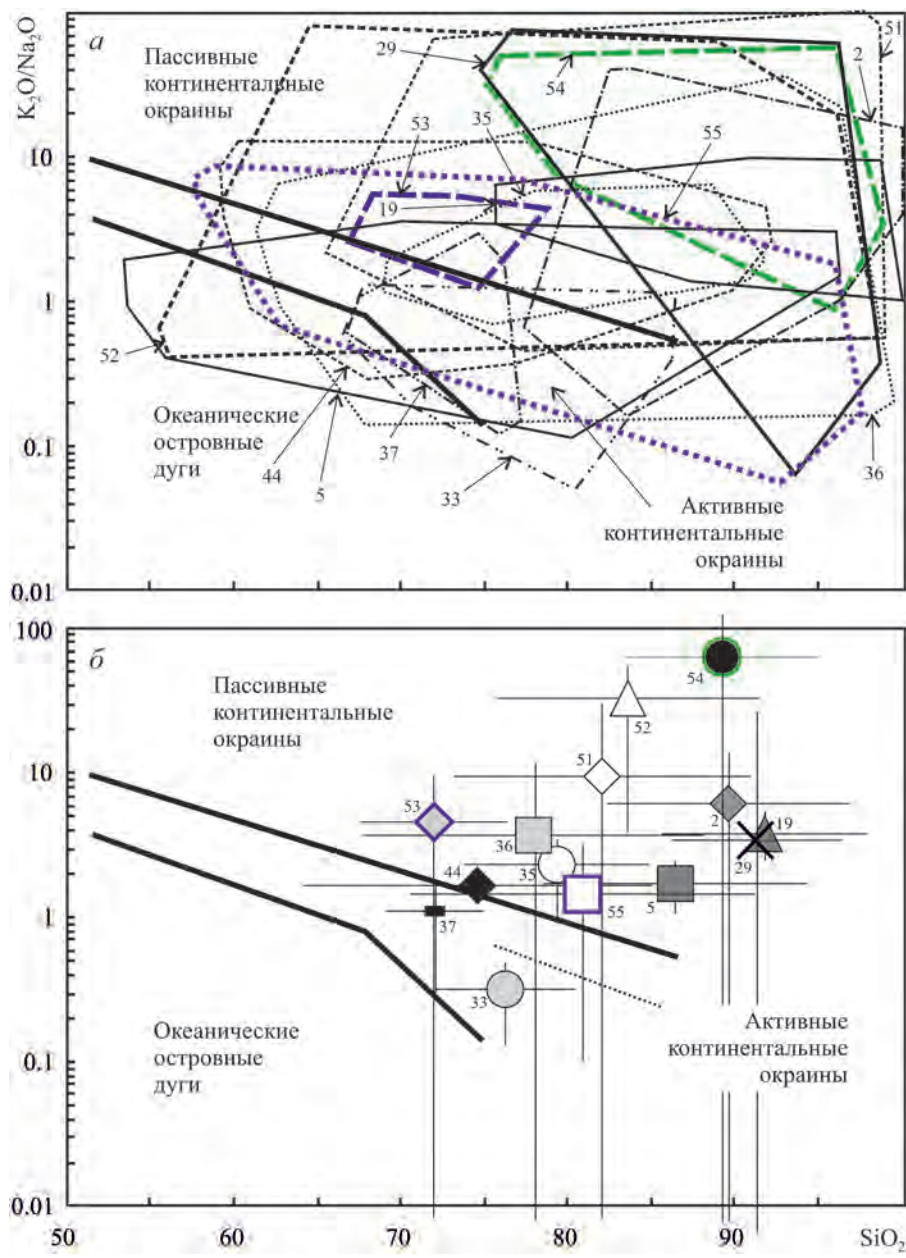 K₂O/Na₂O
а
Пассивные
континентальные
окраины
29
54
2
51
53
35
55
19
10
1
52
Океанические
островные
дуги
44
5
37
33
36
0.1
Активные
континентальные
окраины
0.01
100
б
Пассивные
континентальные
окраины
54
52
51
10
53
36
2
19
35
29
44
55
5
37
1
33
Океанические
островные
дуги
Активные
континентальные
окраины
0.1
0.01
50 60 70 80 90 SiO₂